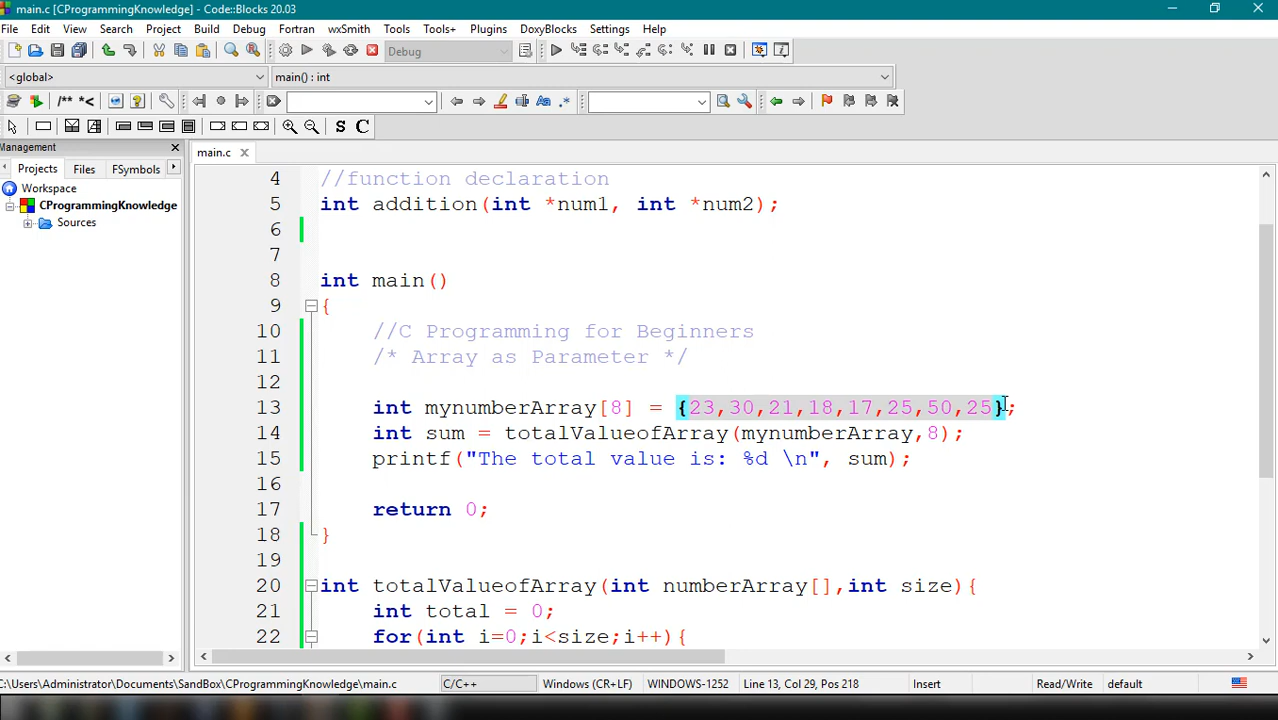 main.c [CProgrammingKnowledge] - Code::Blocks 20.03
File Edit View Search Project Build Debug Fortran wxSmith Tools Tools+ Plugins DoxyBlocks Settings Help
Debug
<global> main() : int
/** *<
Aa .*
S C
Management
Projects Files FSymbols
Workspace
CProgrammingKnowledge
Sources
main.c
4 //function declaration
5 int addition(int *num1, int *num2);
6
7
8 int main()
9 {
10 //C Programming for Beginners
11 /* Array as Parameter */
12
13 int mynumberArray[8] = {23,30,21,18,17,25,50,25};
14 int sum = totalValueofArray(mynumberArray,8);
15 printf("The total value is: %d \n", sum);
16
17 return 0;
18 }
19
20 int totalValueofArray(int numberArray[],int size){
21 int total = 0;
22 for(int i=0;i<size;i++){
C:\Users\Administrator\Documents\SandBox\CProgrammingKnowledge\main.c C/C++ Windows (CR+LF) WINDOWS-1252 Line 13, Col 29, Pos 218 Insert Read/Write default